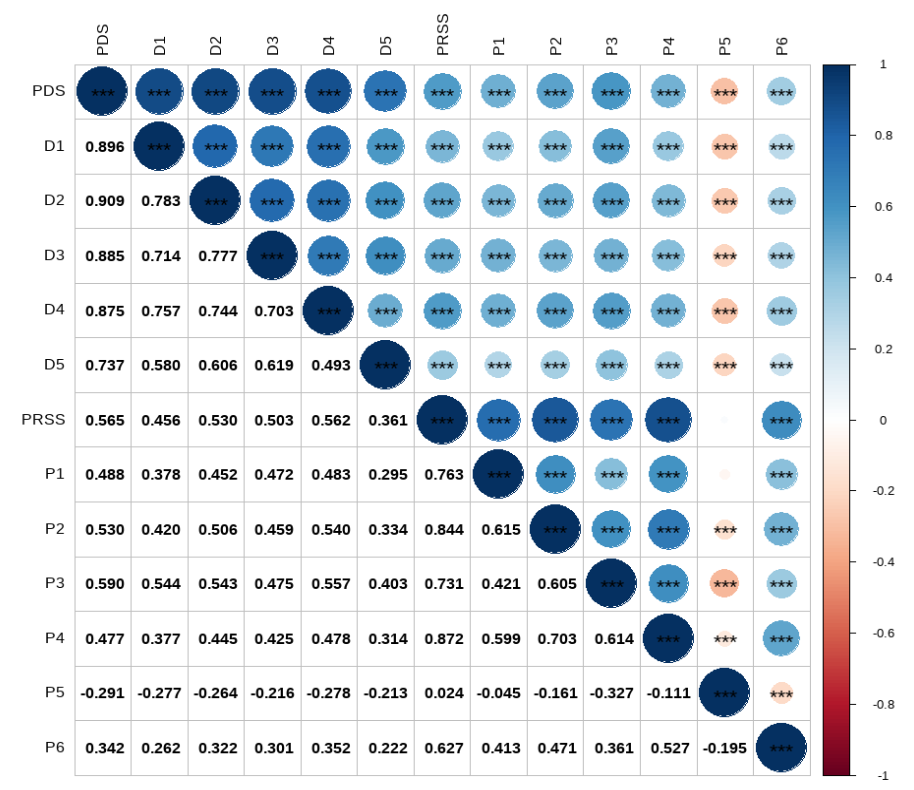 PDS D1 D2 D3 D4 D5 PRSS P1 P2 P3 P4 P5 P6
PDS *** *** *** *** *** *** *** *** *** *** *** *** *** 1
D1 0.896 *** *** *** *** *** *** *** *** *** *** *** *** 0.8
D2 0.909 0.783 *** *** *** *** *** *** *** *** *** *** *** 0.6
D3 0.885 0.714 0.777 *** *** *** *** *** *** *** *** *** *** 0.4
D4 0.875 0.757 0.744 0.703 *** *** *** *** *** *** *** *** *** 0.2
D5 0.737 0.580 0.606 0.619 0.493 *** *** *** *** *** *** *** ***
PRSS 0.565 0.456 0.530 0.503 0.562 0.361 *** *** *** *** *** *** 0
P1 0.488 0.378 0.452 0.472 0.483 0.295 0.763 *** *** *** *** *** -0.2
P2 0.530 0.420 0.506 0.459 0.540 0.334 0.844 0.615 *** *** *** *** *** -0.4
P3 0.590 0.544 0.543 0.475 0.557 0.403 0.731 0.421 0.605 *** *** *** ***
P4 0.477 0.377 0.445 0.425 0.478 0.314 0.872 0.599 0.703 0.614 *** *** *** -0.6
P5 -0.291 -0.277 -0.264 -0.216 -0.278 -0.213 0.024 -0.045 -0.161 -0.327 -0.111 *** *** -0.8
P6 0.342 0.262 0.322 0.301 0.352 0.222 0.627 0.413 0.471 0.361 0.527 -0.195 *** -1